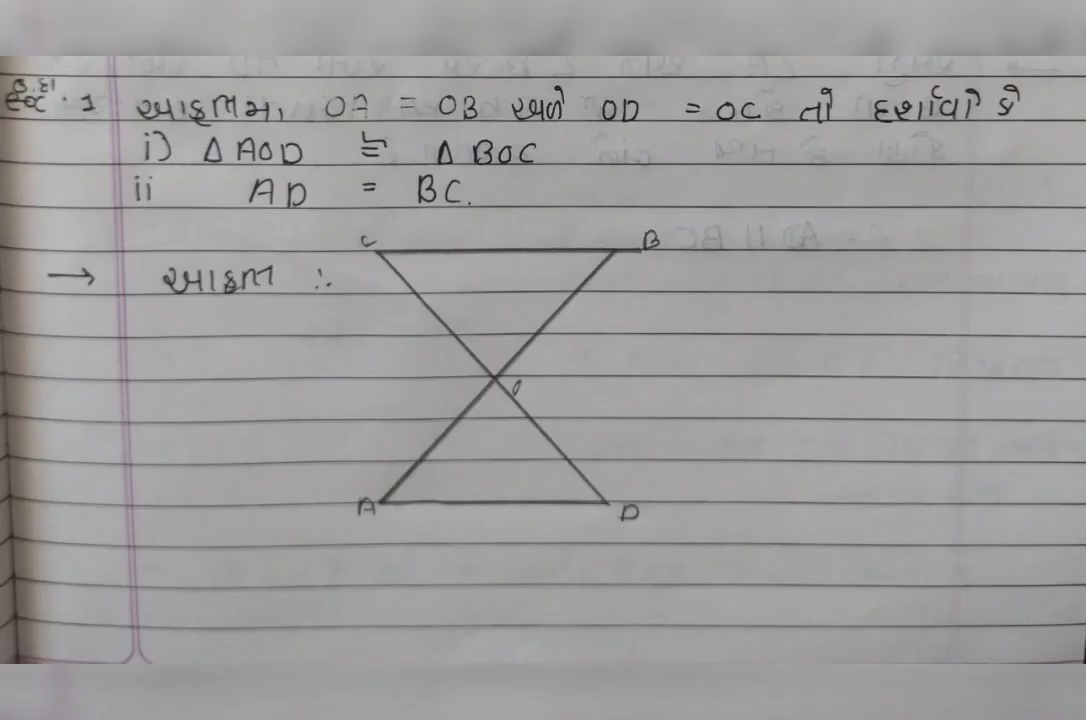 ઉદા. 1 આકૃતિમાં OA = OB અને OD = OC તો દર્શાવો કે
i) △ AOD ≅ △ BOC
ii AD = BC.
C B
→ આકૃતિ :.
O
A D